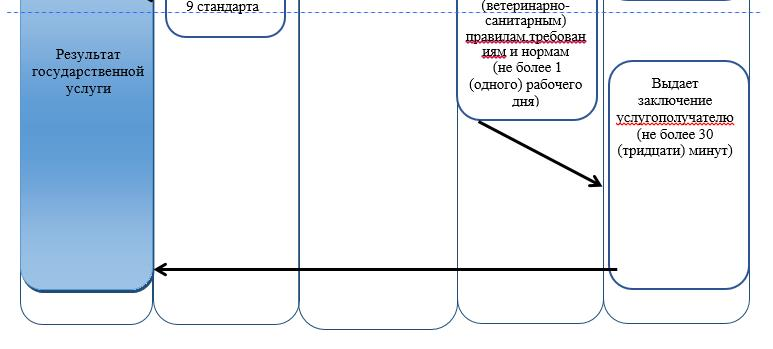 9 стандарта
(ветеринарно-
санитарным)
правилам,требован
иям и нормам
(не более 1
(одного) рабочего
дня)
Результат
государственной
услуги
Выдает
заключение
услугополучателю
(не более 30
(тридцати) минут)